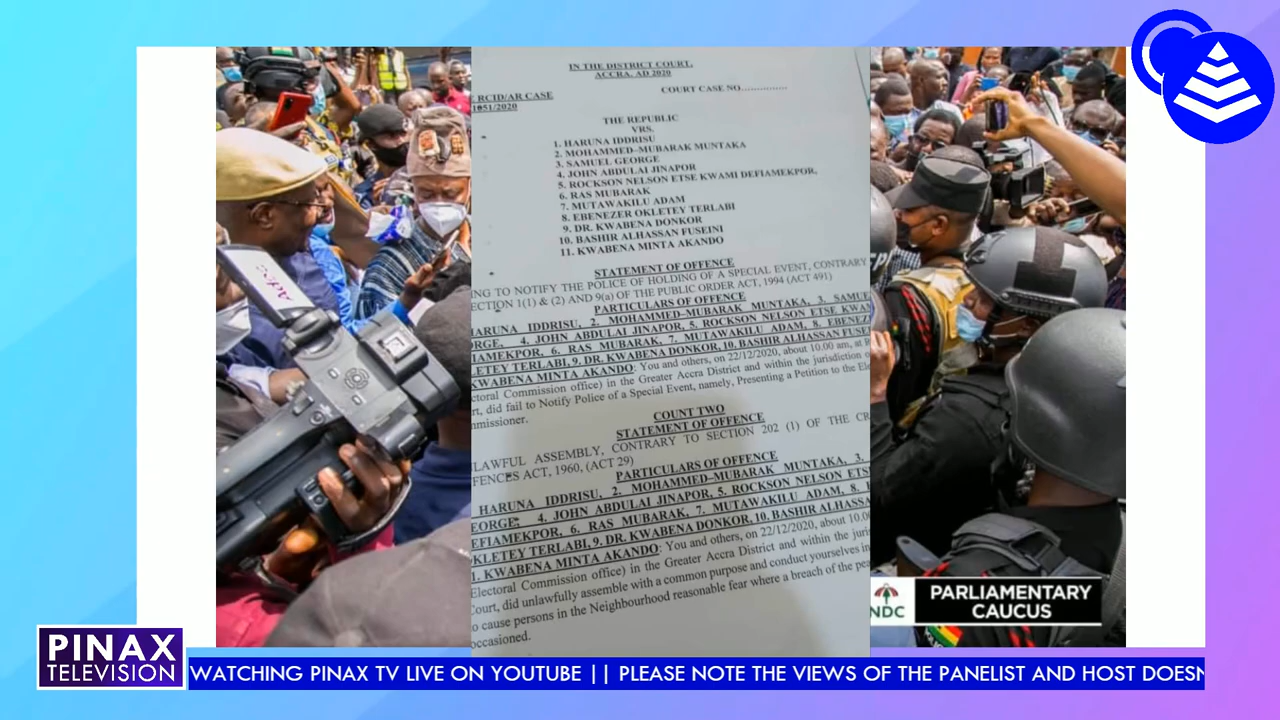 IN THE DISTRICT COURT,
ACCRA, AD 2020
RCID/AR CASE
1051/2020
COURT CASE NO..............
THE REPUBLIC
VRS.
1. HARUNA IDDRISU
2. MOHAMMED–MUBARAK MUNTAKA
3. SAMUEL GEORGE
4. JOHN ABDULAI JINAPOR
5. ROCKSON NELSON ETSE KWAMI DEFIAMEKPOR,
6. RAS MUBARAK
7. MUTAWAKILU ADAM
8. EBENEZER OKLETEY TERLABI
9. DR. KWABENA DONKOR
10. BASHIR ALHASSAN FUSEINI
11. KWABENA MINTA AKANDO
STATEMENT OF OFFENCE
ING TO NOTIFY THE POLICE OF HOLDING OF A SPECIAL EVENT, CONTRARY
ECTION 1(1) & (2) AND 9(a) OF THE PUBLIC ORDER ACT, 1994 (ACT 491)
PARTICULARS OF OFFENCE
HARUNA IDDRISU, 2. MOHAMMED–MUBARAK MUNTAKA, 3. SAMUE
RGE, 4. JOHN ABDULAI JINAPOR, 5. ROCKSON NELSON ETSE KWAM
IAMEKPOR, 6. RAS MUBARAK, 7. MUTAWAKILU ADAM, 8. EBENEZ
LETEY TERLABI, 9. DR. KWABENA DONKOR, 10. BASHIR ALHASSAN FUSE
KWABENA MINTA AKANDO: You and others, on 22/12/2020, about 10.00 am, at
ctoral Commission office) in the Greater Accra District and within the jurisdiction o
rt, did fail to Notify Police of a Special Event, namely, Presenting a Petition to the El
mmissioner.
COUNT TWO
STATEMENT OF OFFENCE
LAWFUL ASSEMBLY, CONTRARY TO SECTION 202 (1) OF THE CR
FENCES ACT, 1960, (ACT 29)
PARTICULARS OF OFFENCE
HARUNA IDDRISU, 2. MOHAMMED–MUBARAK MUNTAKA, 3.
EORGE, 4. JOHN ABDULAI JINAPOR, 5. ROCKSON NELSON ETS
EFIAMEKPOR, 6. RAS MUBARAK, 7. MUTAWAKILU ADAM, 8.
KLETEY TERLABI, 9. DR. KWABENA DONKOR, 10. BASHIR ALHASSA
1. KWABENA MINTA AKANDO: You and others, on 22/12/2020, about 10.0
Electoral Commission office) in the Greater Accra District and within the juri
Court, did unlawfully assemble with a common purpose and conduct yourselves in
o cause persons in the Neighbourhood reasonable fear where a breach of the pea
occasioned.
NDC
PARLIAMENTARY
CAUCUS
PINAX
TELEVISION
WATCHING PINAX TV LIVE ON YOUTUBE || PLEASE NOTE THE VIEWS OF THE PANELIST AND HOST DOESN